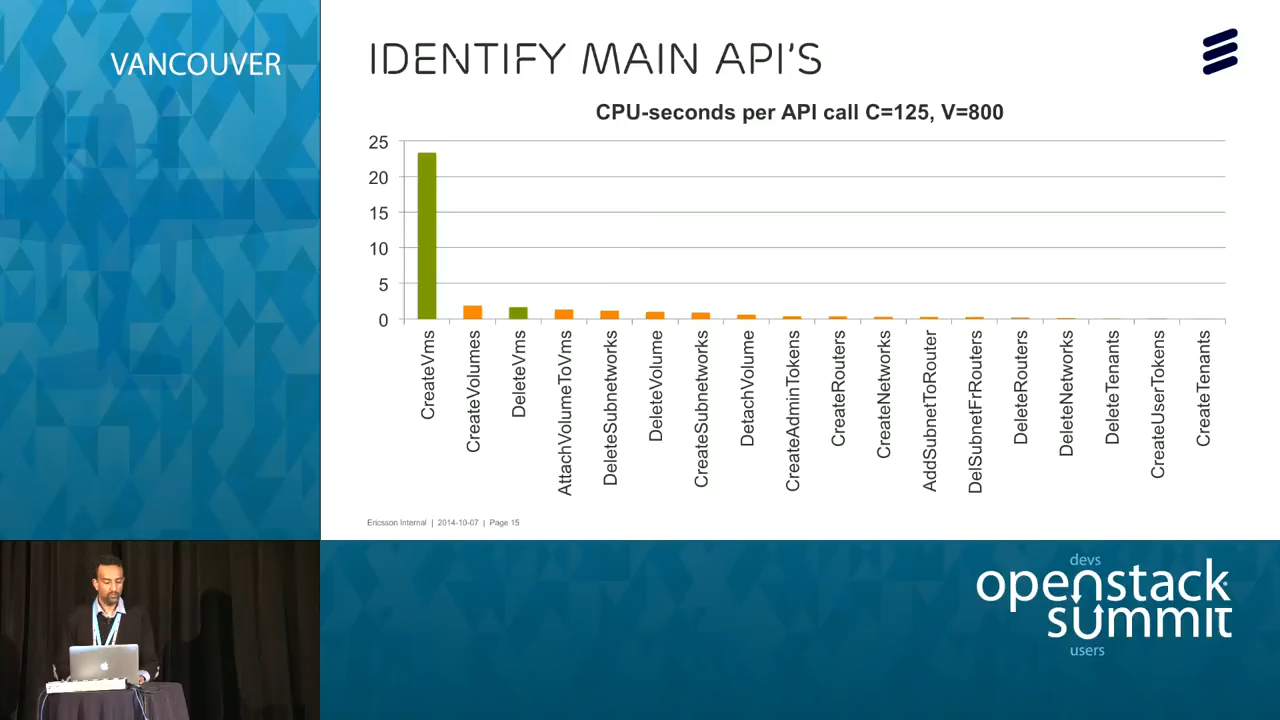 VANCOUVER
IDENTIFY MAIN API'S
CPU-seconds per API call C=125, V=800
25
20
15
10
5
0
CreateVms
CreateVolumes
DeleteVms
AttachVolumeToVms
DeleteSubnetworks
DeleteVolume
CreateSubnetworks
DetachVolume
CreateAdminTokens
CreateRouters
CreateNetworks
AddSubnetToRouter
DelSubnetFrRouters
DeleteRouters
DeleteNetworks
DeleteTenants
CreateUserTokens
CreateTenants
Ericsson Internal | 2014-10-07 | Page 15
devs
openstack
summit
users